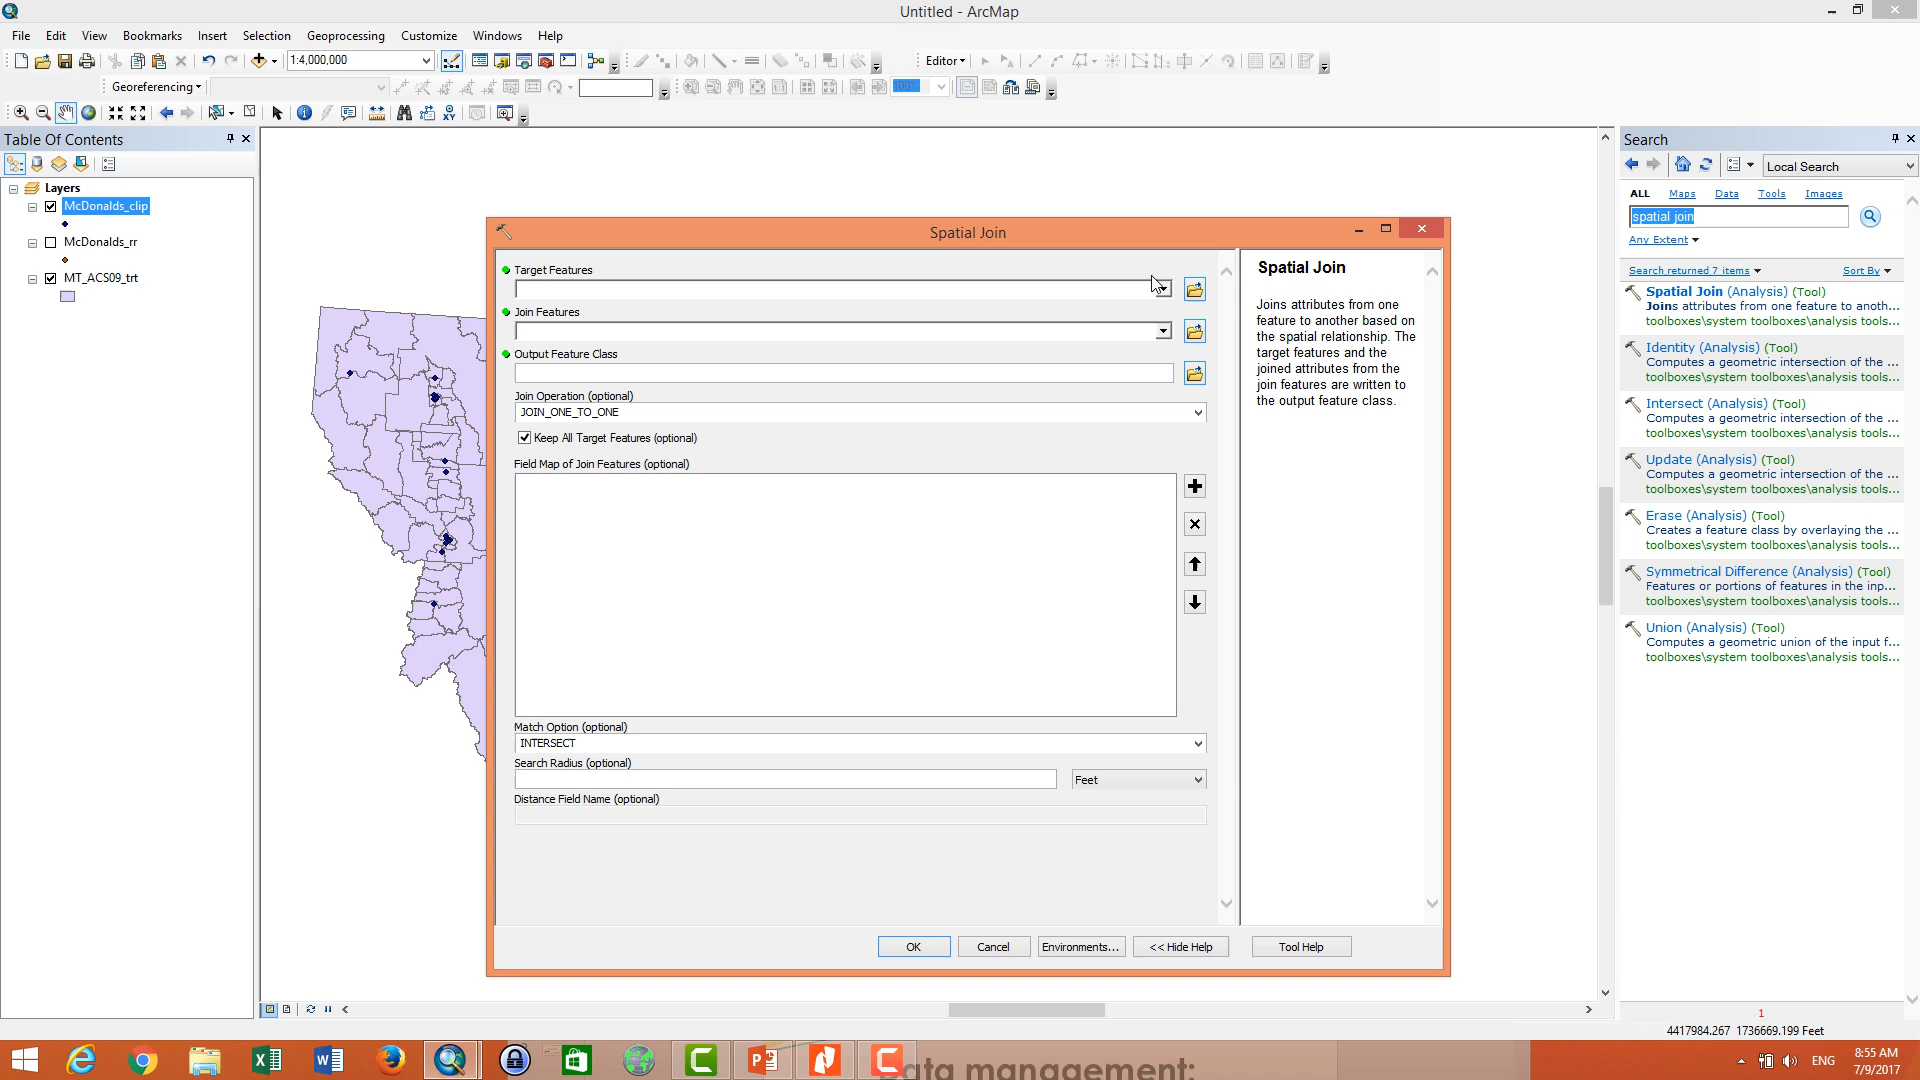 Untitled - ArcMap
File Edit View Bookmarks Insert Selection Geoprocessing Customize Windows Help
1:4,000,000
Editor
Georeferencing
100%
Table Of Contents
Layers
McDonalds_clip
McDonalds_rr
MT_ACS09_trt
Spatial Join
Target Features
Join Features
Output Feature Class
Join Operation (optional)
JOIN_ONE_TO_ONE
Keep All Target Features (optional)
Field Map of Join Features (optional)
Match Option (optional)
INTERSECT
Search Radius (optional)
Feet
Distance Field Name (optional)
OK Cancel Environments... << Hide Help Tool Help
Spatial Join
Joins attributes from one
feature to another based on
the spatial relationship. The
target features and the
joined attributes from the
join features are written to
the output feature class.
Search
Local Search
ALL Maps Data Tools Images
spatial join
Any Extent
Search returned 7 items Sort By
Spatial Join (Analysis) (Tool)
Joins attributes from one feature to anoth...
toolboxes\system toolboxes\analysis tools...
Identity (Analysis) (Tool)
Computes a geometric intersection of the ...
toolboxes\system toolboxes\analysis tools...
Intersect (Analysis) (Tool)
Computes a geometric intersection of the ...
toolboxes\system toolboxes\analysis tools...
Update (Analysis) (Tool)
Computes a geometric intersection of the ...
toolboxes\system toolboxes\analysis tools...
Erase (Analysis) (Tool)
Creates a feature class by overlaying the ...
toolboxes\system toolboxes\analysis tools...
Symmetrical Difference (Analysis) (Tool)
Features or portions of features in the inp...
toolboxes\system toolboxes\analysis tools...
Union (Analysis) (Tool)
Computes a geometric union of the input f...
toolboxes\system toolboxes\analysis tools...
1
4417984.267 1736669.199 Feet
Data management:
ENG
8:55 AM
7/9/2017